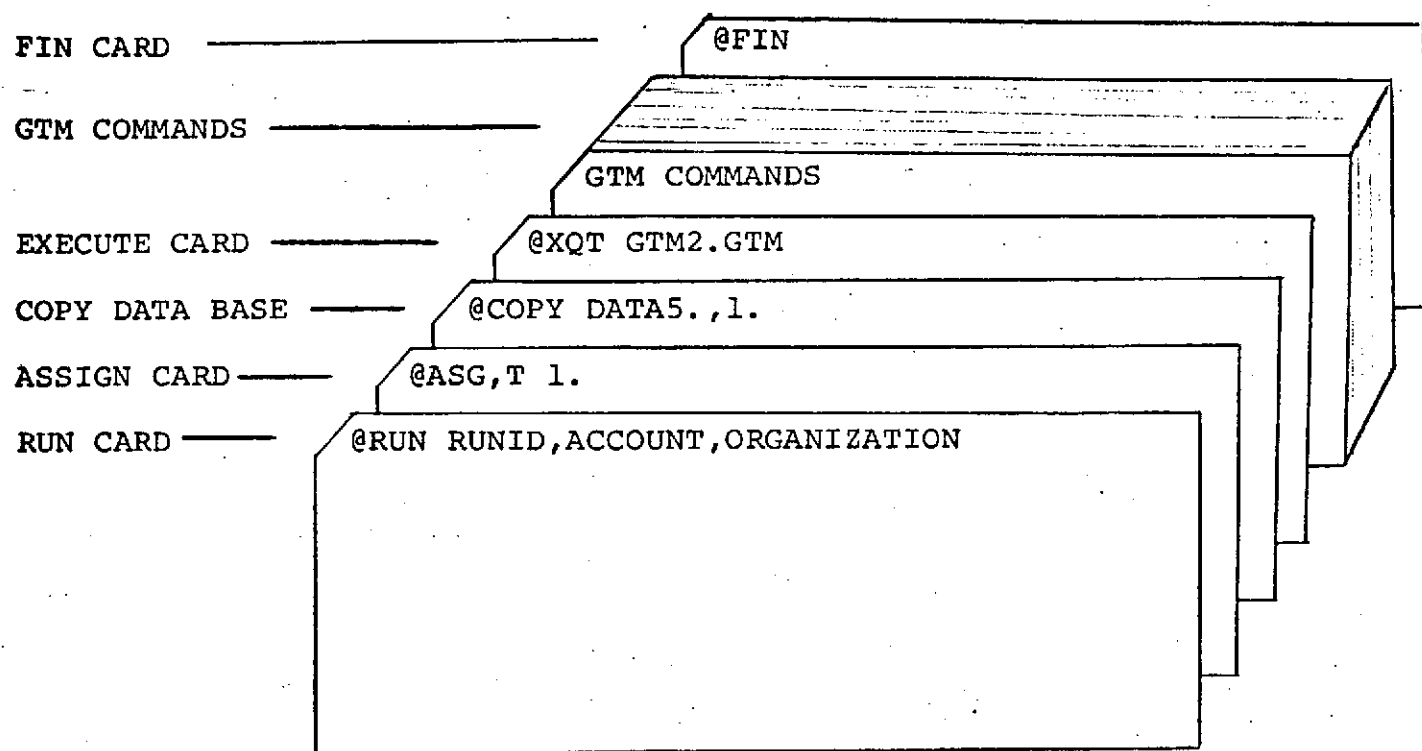 FIN CARD @FIN
GTM COMMANDS
GTM COMMANDS
EXECUTE CARD @XQT GTM2.GTM
COPY DATA BASE @COPY DATA5.,1.
ASSIGN CARD @ASG,T 1.
RUN CARD @RUN RUNID,ACCOUNT,ORGANIZATION